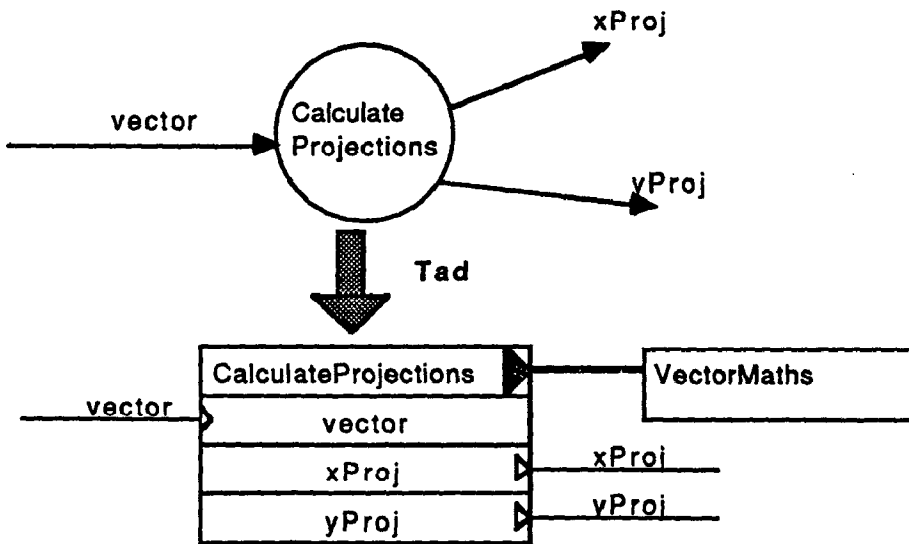 xProj
vector
Calculate
Projections
yProj
Tad
CalculateProjections
VectorMaths
vector
vector
xProj
xProj
yProj
yProj